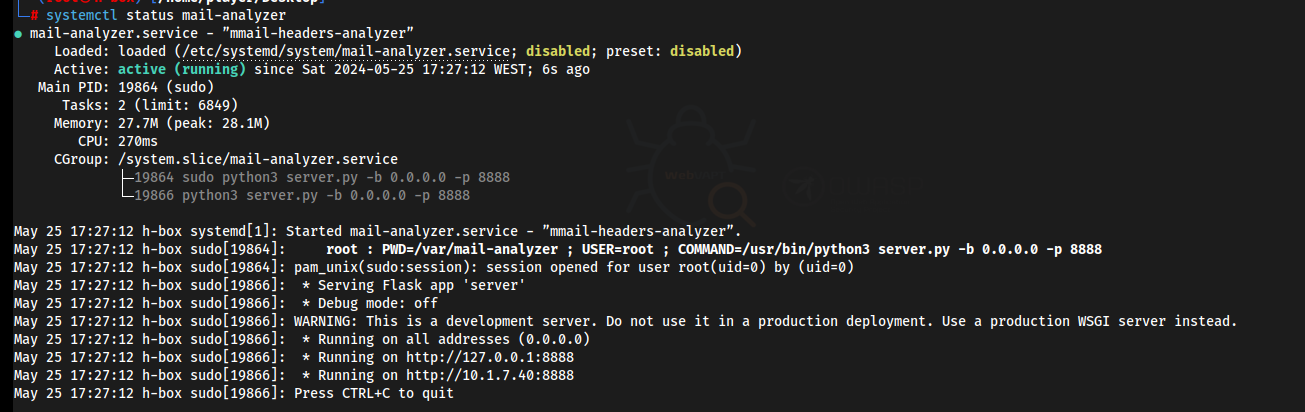 (root@h-box)-[/home/player/Desktop]
# systemctl status mail-analyzer
● mail-analyzer.service - ”mmail-headers-analyzer”
Loaded: loaded (/etc/systemd/system/mail-analyzer.service; disabled; preset: disabled)
Active: active (running) since Sat 2024-05-25 17:27:12 WEST; 6s ago
Main PID: 19864 (sudo)
Tasks: 2 (limit: 6849)
Memory: 27.7M (peak: 28.1M)
CPU: 270ms
CGroup: /system.slice/mail-analyzer.service
├─19864 sudo python3 server.py -b 0.0.0.0 -p 8888
└─19866 python3 server.py -b 0.0.0.0 -p 8888
May 25 17:27:12 h-box systemd[1]: Started mail-analyzer.service - ”mmail-headers-analyzer”.
May 25 17:27:12 h-box sudo[19864]: root : PWD=/var/mail-analyzer ; USER=root ; COMMAND=/usr/bin/python3 server.py -b 0.0.0.0 -p 8888
May 25 17:27:12 h-box sudo[19864]: pam_unix(sudo:session): session opened for user root(uid=0) by (uid=0)
May 25 17:27:12 h-box sudo[19866]: * Serving Flask app 'server'
May 25 17:27:12 h-box sudo[19866]: * Debug mode: off
May 25 17:27:12 h-box sudo[19866]: WARNING: This is a development server. Do not use it in a production deployment. Use a production WSGI server instead.
May 25 17:27:12 h-box sudo[19866]: * Running on all addresses (0.0.0.0)
May 25 17:27:12 h-box sudo[19866]: * Running on http://127.0.0.1:8888
May 25 17:27:12 h-box sudo[19866]: * Running on http://10.1.7.40:8888
May 25 17:27:12 h-box sudo[19866]: Press CTRL+C to quit